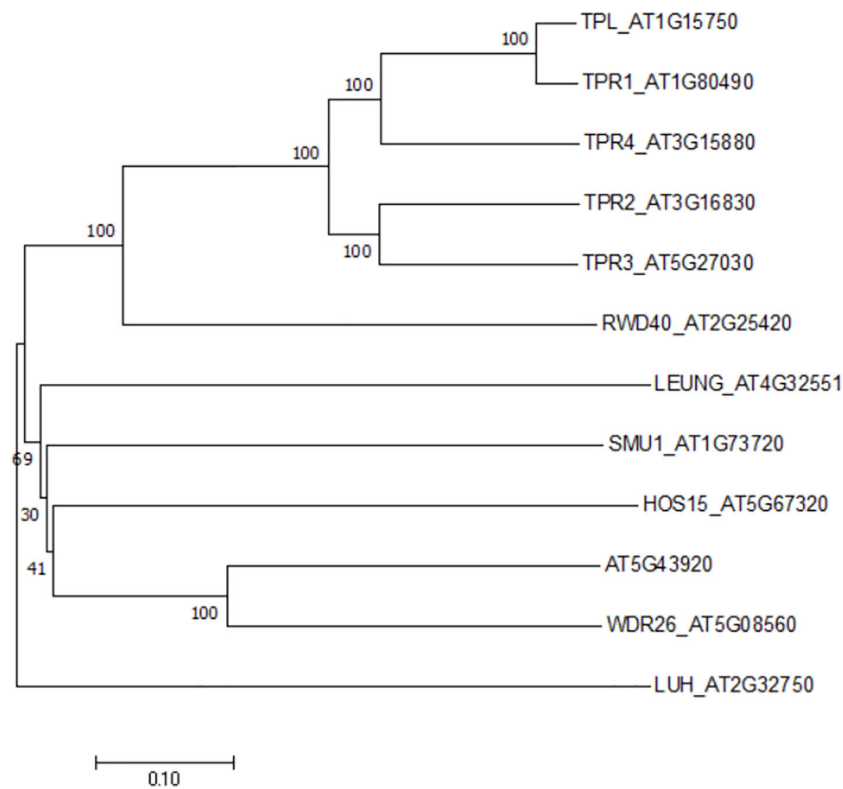 TPL_AT1G15750
100
TPR1_AT1G80490
100
TPR4_AT3G15880
100
TPR2_AT3G16830
100
100
TPR3_AT5G27030
RWD40_AT2G25420
LEUNG_AT4G32551
SMU1_AT1G73720
69
HOS15_AT5G67320
30
AT5G43920
41
100
WDR26_AT5G08560
LUH_AT2G32750
0.10